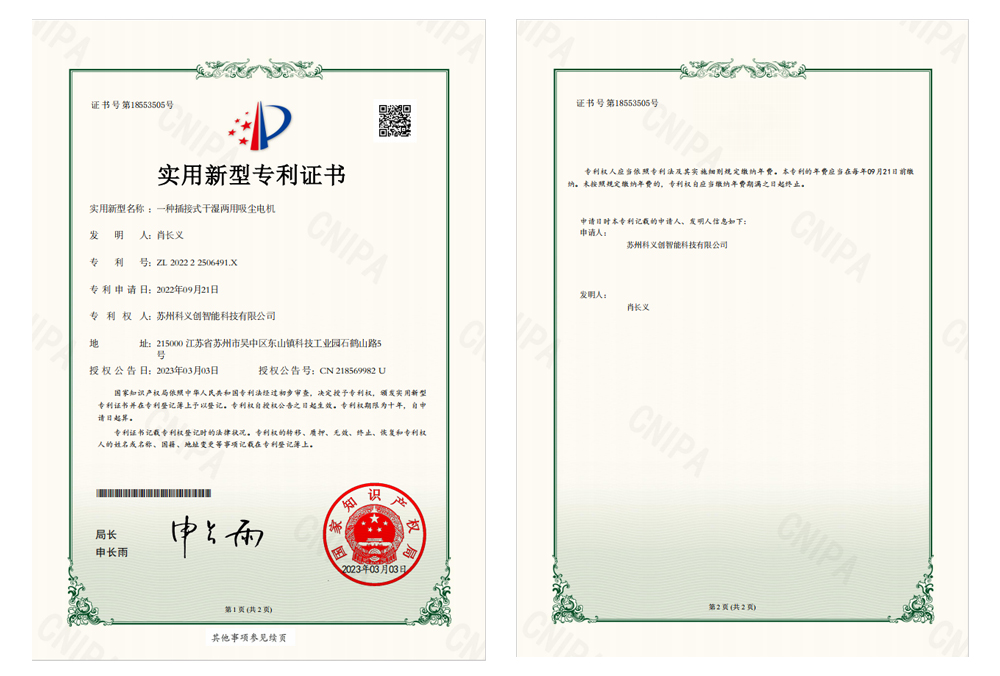 证书号第18553505号
实用新型专利证书
实用新型名称：一种插接式干湿两用吸尘电机
发 明 人：肖长义
专 利 号：ZL 2022 2 2506491.X
专利申请日：2022年09月21日
专 利 权 人：苏州科义创智能科技有限公司
地 址：215000 江苏省苏州市吴中区东山镇科技工业园石鹤山路5
号
授权公告日：2023年03月03日 授权公告号：CN 218569982 U
国家知识产权局依照中华人民共和国专利法经过初步审查，决定授予专利权，颁发实用新型
专利证书并在专利登记簿上予以登记。专利权自授权公告之日起生效。专利权期限为十年，自申
请日起算。
专利证书记载专利权登记时的法律状况。专利权的转移、质押、无效、终止、恢复和专利权
人的姓名或名称、国籍、地址变更等事项记载在专利登记簿上。
局长
申长雨
申长雨
国家知识产权局
2023年03月03日
第1页 (共2页)
其他事项参见续页
证书号第18553505号
专利权人应当依照专利法及其实施细则规定缴纳年费。本专利的年费应当在每年09月21日前缴
纳。未按照规定缴纳年费的，专利权自应当缴纳年费期满之日起终止。
申请日时本专利记载的申请人、发明人信息如下：
申请人：
苏州科义创智能科技有限公司
发明人：
肖长义
第2页 (共2页)
CNIPA